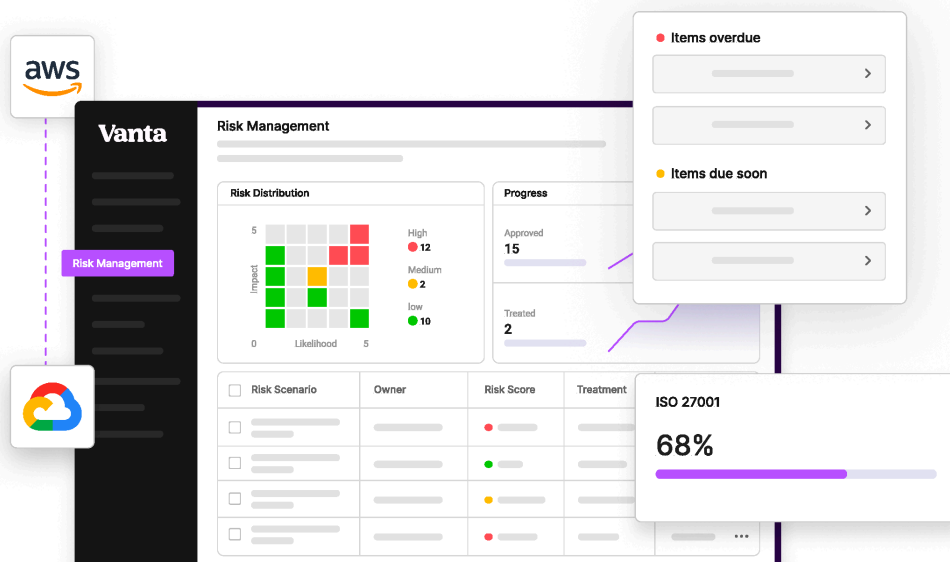 aws
Vanta
Risk Management
Risk Management
Risk Distribution
5
Impact
0
Likelihood
5
High
12
Medium
2
low
10
Progress
Approved
15
Treated
2
Risk Scenario
Owner
Risk Score
Treatment
Items overdue
Items due soon
ISO 27001
68%